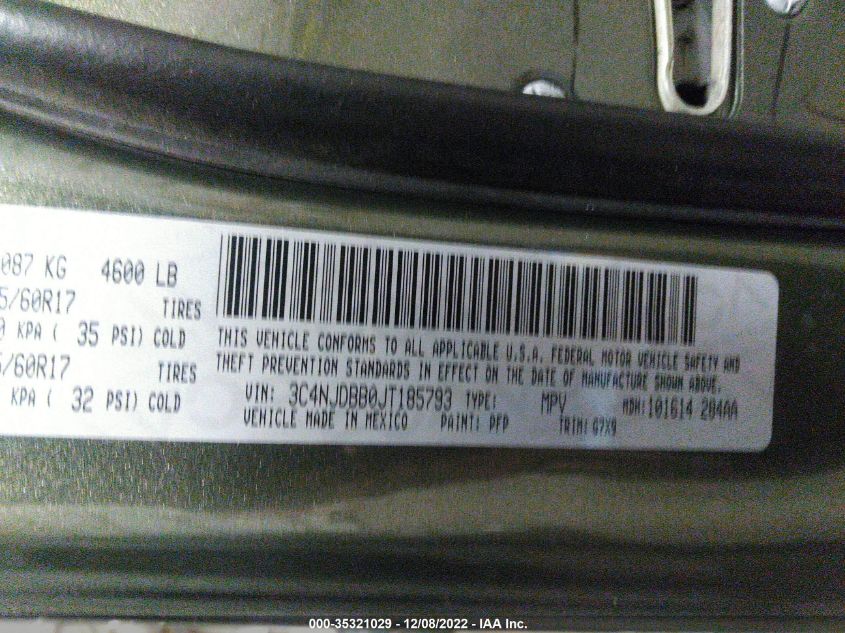 087 KG 4600 LB
5/60R17 TIRES
0 KPA ( 35 PSI) COLD
5/60R17 TIRES
KPA ( 32 PSI) COLD
THIS VEHICLE CONFORMS TO ALL APPLICABLE U.S.A. FEDERAL MOTOR VEHICLE SAFETY AND
THEFT PREVENTION STANDARDS IN EFFECT ON THE DATE OF MANUFACTURE SHOWN ABOVE.
VIN: 3C4NJDBB0JT185793 TYPE: MPV MDH:101614 204AA
VEHICLE MADE IN MEXICO PAINT: PFP TRIM: G7X9
000-35321029 - 12/08/2022 - IAA Inc.